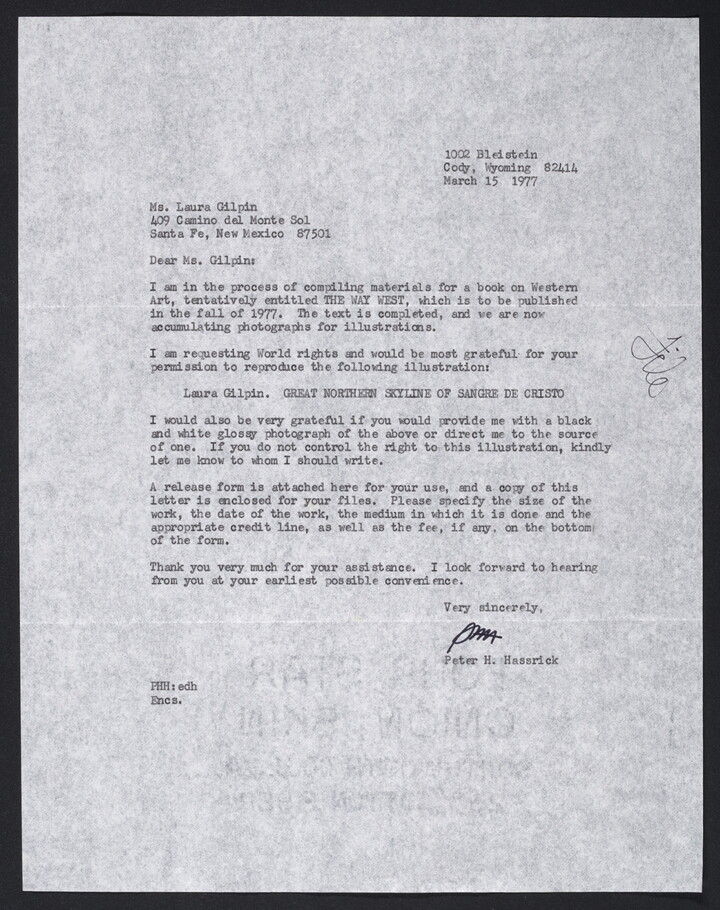 1002 Bleistein
Cody, Wyoming 82414
March 15 1977
Ms. Laura Gilpin
409 Camino del Monte Sol
Santa Fe, New Mexico 87501
Dear Ms. Gilpin:
I am in the process of compiling materials for a book on Western
Art, tentatively entitled THE WAY WEST, which is to be published
in the fall of 1977. The text is completed, and we are now
accumulating photographs for illustrations.
I am requesting World rights and would be most grateful for your
permission to reproduce the following illustration:
Laura Gilpin. GREAT NORTHERN SKYLINE OF SANGRE DE CRISTO
I would also be very grateful if you would provide me with a black
and white glossy photograph of the above or direct me to the source
of one. If you do not control the right to this illustration, kindly
let me know to whom I should write.
A release form is attached here for your use, and a copy of this
letter is enclosed for your files. Please specify the size of the
work, the date of the work, the medium in which it is done and the
appropriate credit line, as well as the fee, if any, on the bottom
of the form.
Thank you very much for your assistance. I look forward to hearing
from you at your earliest possible convenience.
Very sincerely,
Peter H. Hassrick
PHH:edh
Encs.
File